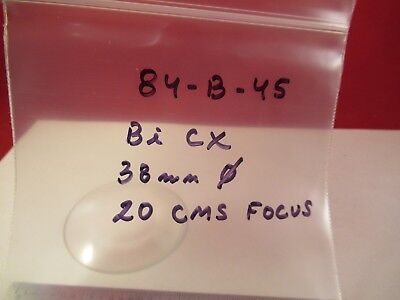 84-B-45
Bi CX
38mm Ø
20 CMS FOCUS